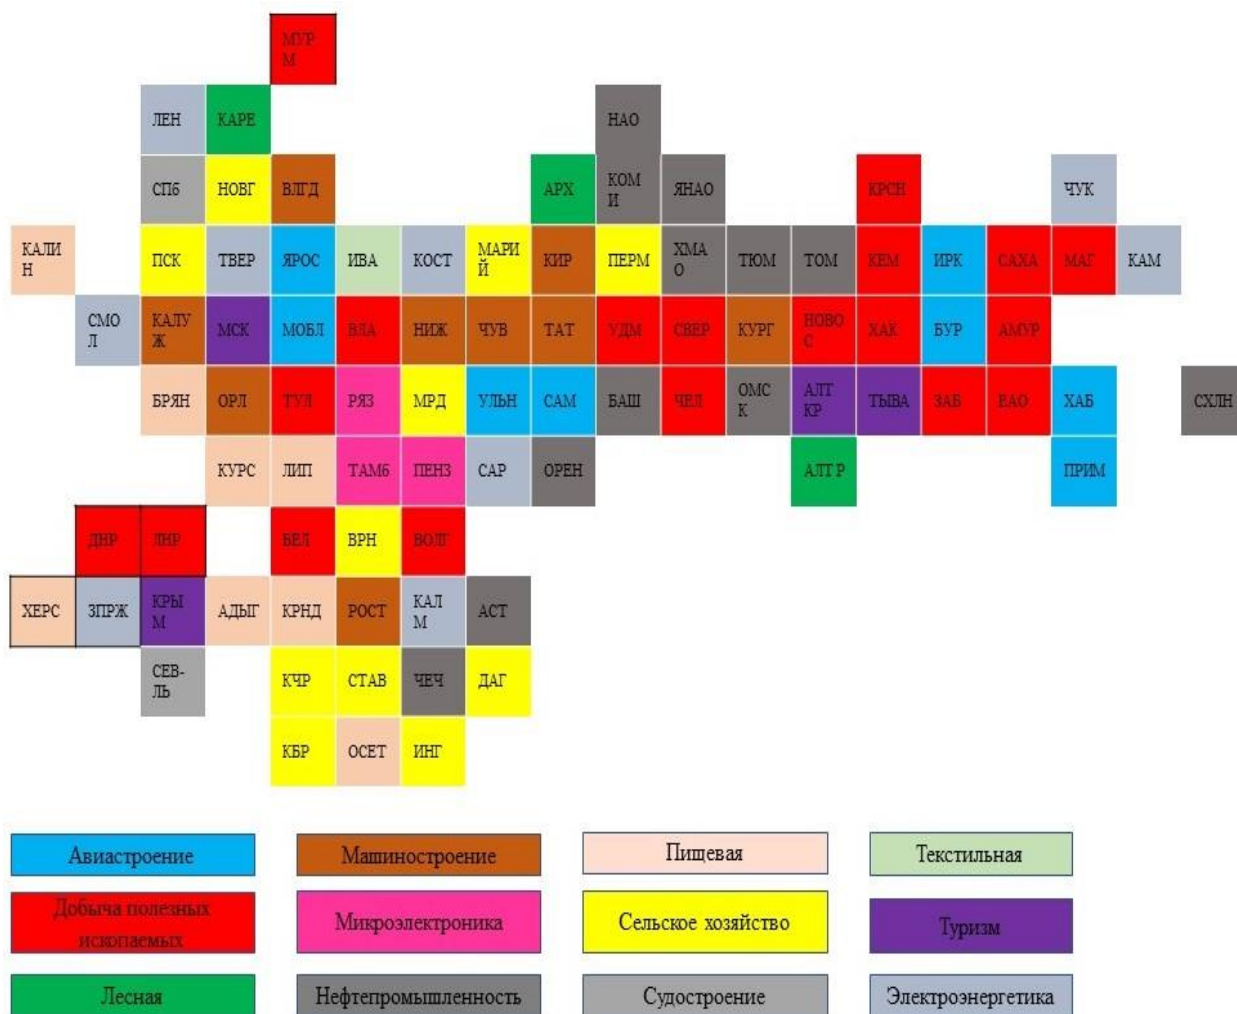 МУР
М
ЛЕН КАРЕ НАО
СПб НОВГ ВЛГД АРХ КОМ
И ЯНАО КРСН ЧУК
КАЛИ
Н ПСК ТВЕР ЯРОС ИВА КОСТ МАРИ
Й КИР ПЕРМ ХМА
О ТЮМ ТОМ КЕМ ИРК САХА МАГ КАМ
СМО
Л КАЛУ
Ж МСК МОБЛ ВЛА НИЖ ЧУВ ТАТ УДМ СВЕР КУРГ НОВО
С ХАК БУР АМУР
БРЯН ОРЛ ТУЛ РЯЗ МРД УЛЬН САМ БАШ ЧЕЛ ОМС
К АЛТ
КР ТЫВА ЗАБ ЕАО ХАБ СХЛН
КУРС ЛИП ТАМб ПЕНЗ САР ОРЕН АЛТ Р ПРИМ
ДНР ЛНР БЕЛ ВРН ВОЛГ
ХЕРС ЗПРЖ КРЫ
М АДЫГ КРНД РОСТ КАЛ
М АСТ
СЕВ-
ЛЬ КЧР СТАВ ЧЕЧ ДАГ
КБР ОСЕТ ИНГ
Авиастроение Машиностроение Пищевая Текстильная
Добыча полезных
ископаемых Микроэлектроника Сельское хозяйство Туризм
Лесная Нефтепромышленность Судостроение Электроэнергетика